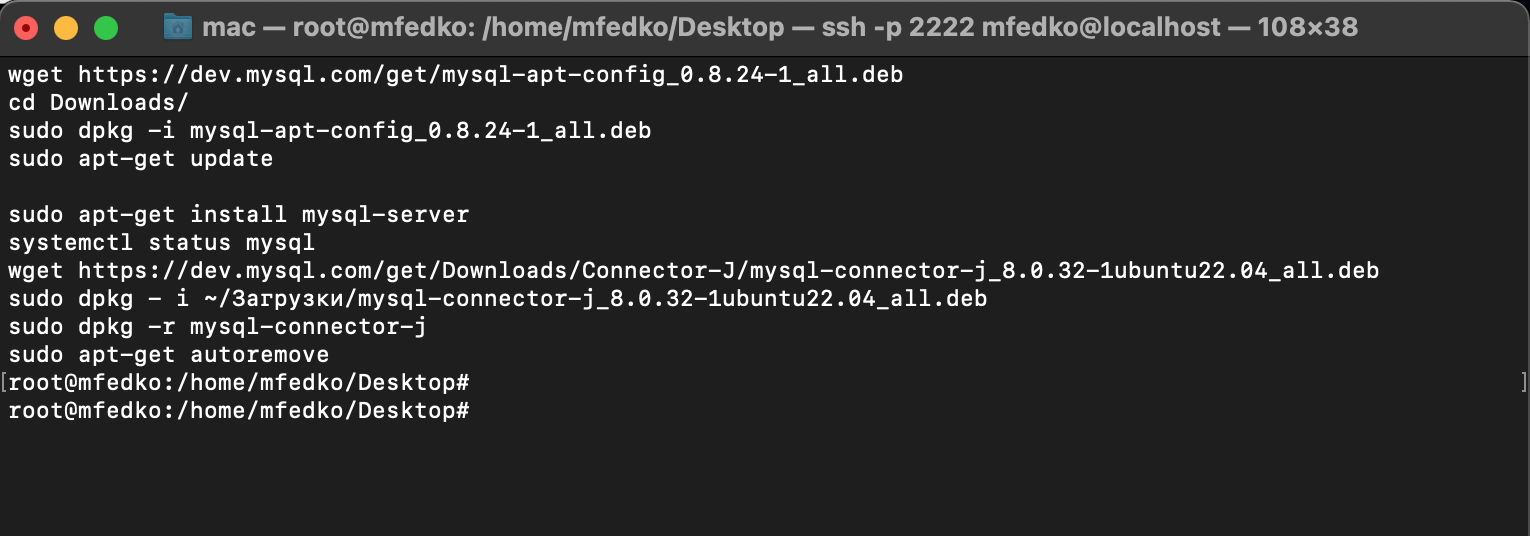 mac — root@mfedko: /home/mfedko/Desktop — ssh -p 2222 mfedko@localhost — 108×38
wget https://dev.mysql.com/get/mysql-apt-config_0.8.24-1_all.deb
cd Downloads/
sudo dpkg -i mysql-apt-config_0.8.24-1_all.deb
sudo apt-get update
sudo apt-get install mysql-server
systemctl status mysql
wget https://dev.mysql.com/get/Downloads/Connector-J/mysql-connector-j_8.0.32-1ubuntu22.04_all.deb
sudo dpkg - i ~/Загрузки/mysql-connector-j_8.0.32-1ubuntu22.04_all.deb
sudo dpkg -r mysql-connector-j
sudo apt-get autoremove
[root@mfedko:/home/mfedko/Desktop# ]
root@mfedko:/home/mfedko/Desktop#